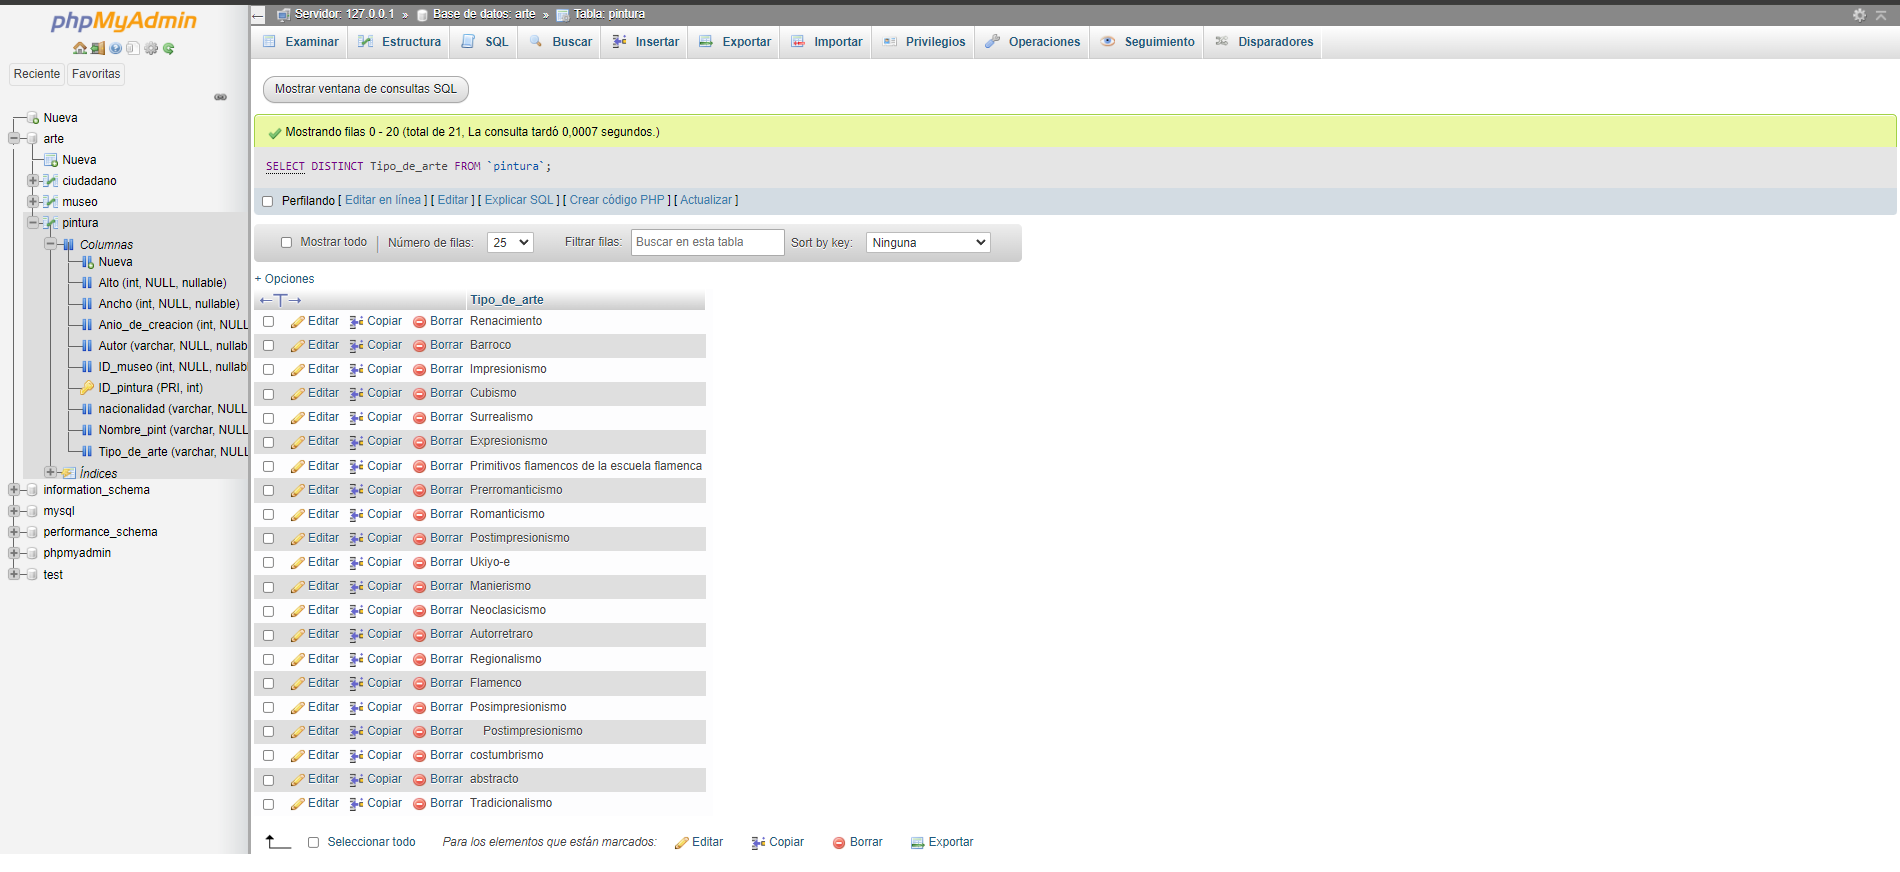 phpMyAdmin
Reciente Favoritas
Nueva
arte
Nueva
ciudadano
museo
pintura
Columnas
Nueva
Alto (int, NULL, nullable)
Ancho (int, NULL, nullable)
Anio_de_creacion (int, NULL
Autor (varchar, NULL, nullab
ID_museo (int, NULL, nullabl
ID_pintura (PRI, int)
nacionalidad (varchar, NULL
Nombre_pint (varchar, NULL
Tipo_de_arte (varchar, NULL
Índices
information_schema
mysql
performance_schema
phpmyadmin
test
Servidor: 127.0.0.1 » Base de datos: arte » Tabla: pintura
Examinar Estructura SQL Buscar Insertar Exportar Importar Privilegios Operaciones Seguimiento Disparadores
Mostrar ventana de consultas SQL
Mostrando filas 0 - 20 (total de 21, La consulta tardó 0,0007 segundos.)
SELECT DISTINCT Tipo_de_arte FROM `pintura`;
Perfilando [ Editar en línea ] [ Editar ] [ Explicar SQL ] [ Crear código PHP ] [ Actualizar ]
Mostrar todo | Número de filas: 25 Filtrar filas: Buscar en esta tabla Sort by key: Ninguna
+ Opciones
←T→ Tipo_de_arte
Editar Copiar Borrar Renacimiento
Editar Copiar Borrar Barroco
Editar Copiar Borrar Impresionismo
Editar Copiar Borrar Cubismo
Editar Copiar Borrar Surrealismo
Editar Copiar Borrar Expresionismo
Editar Copiar Borrar Primitivos flamencos de la escuela flamenca
Editar Copiar Borrar Prerromanticismo
Editar Copiar Borrar Romanticismo
Editar Copiar Borrar Postimpresionismo
Editar Copiar Borrar Ukiyo-e
Editar Copiar Borrar Manierismo
Editar Copiar Borrar Neoclasicismo
Editar Copiar Borrar Autorretraro
Editar Copiar Borrar Regionalismo
Editar Copiar Borrar Flamenco
Editar Copiar Borrar Posimpresionismo
Editar Copiar Borrar Postimpresionismo
Editar Copiar Borrar costumbrismo
Editar Copiar Borrar abstracto
Editar Copiar Borrar Tradicionalismo
Seleccionar todo Para los elementos que están marcados: Editar Copiar Borrar Exportar